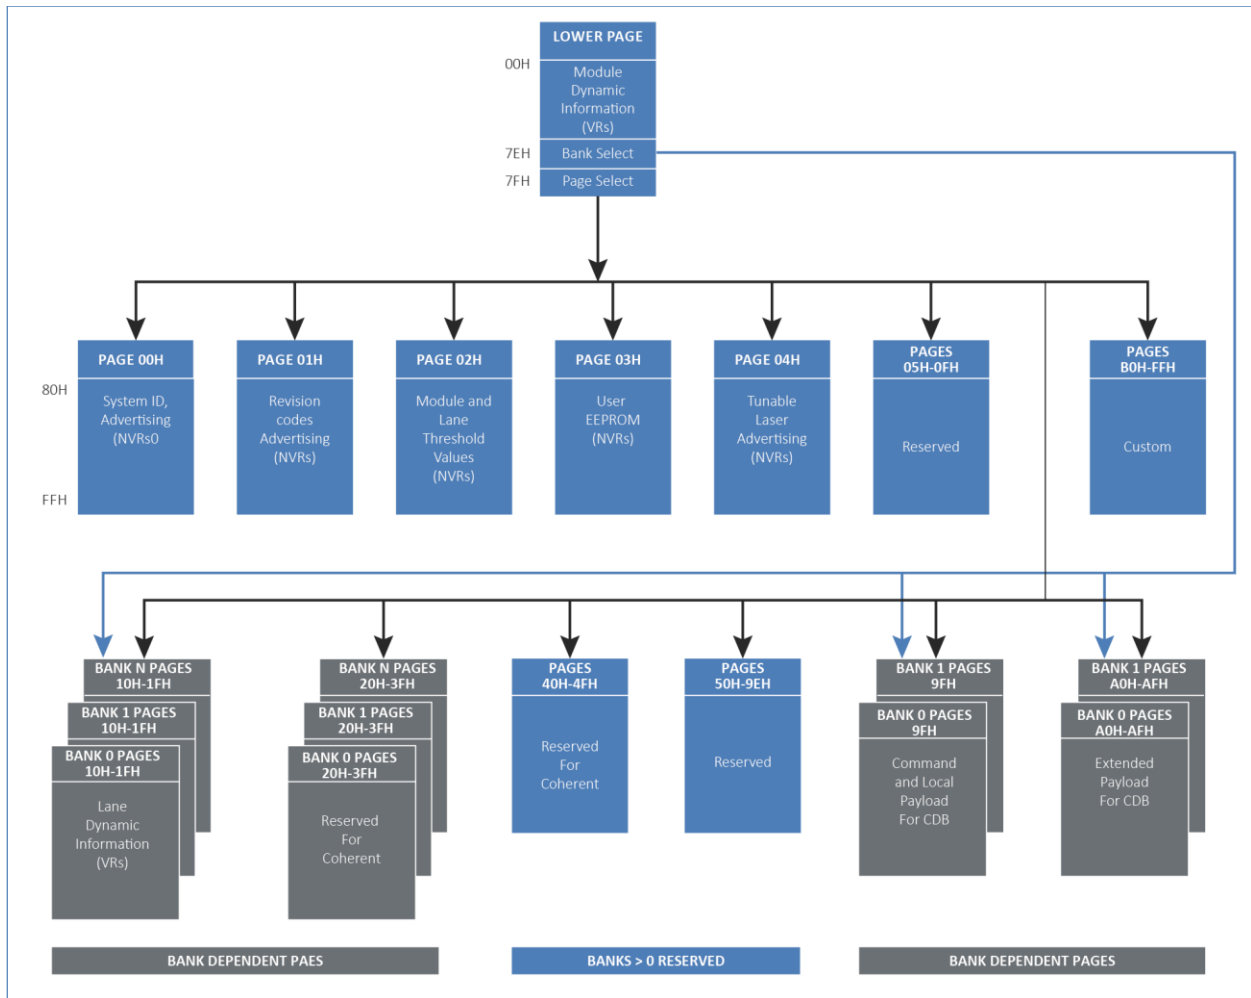 LOWER PAGE
00H
Module
Dynamic
Information
(VRs)
7EH
Bank Select
7FH
Page Select
PAGE 00H
80H
System ID,
Advertising
(NVRs0
FFH
PAGE 01H
Revision
codes
Advertising
(NVRs)
PAGE 02H
Module and
Lane
Threshold
Values
(NVRs)
PAGE 03H
User
EEPROM
(NVRs)
PAGE 04H
Tunable
Laser
Advertising
(NVRs)
PAGES
05H-0FH
Reserved
PAGES
B0H-FFH
Custom
BANK N PAGES
10H-1FH
BANK 1 PAGES
10H-1FH
BANK 0 PAGES
10H-1FH
Lane
Dynamic
Information
(VRs)
BANK N PAGES
20H-3FH
BANK 1 PAGES
20H-3FH
BANK 0 PAGES
20H-3FH
Reserved
For
Coherent
PAGES
40H-4FH
Reserved
For
Coherent
PAGES
50H-9EH
Reserved
BANK 1 PAGES
9FH
BANK 0 PAGES
9FH
Command
and Local
Payload
For CDB
BANK 1 PAGES
A0H-AFH
BANK 0 PAGES
A0H-AFH
Extended
Payload
For CDB
BANK DEPENDENT PAES
BANKS > 0 RESERVED
BANK DEPENDENT PAGES